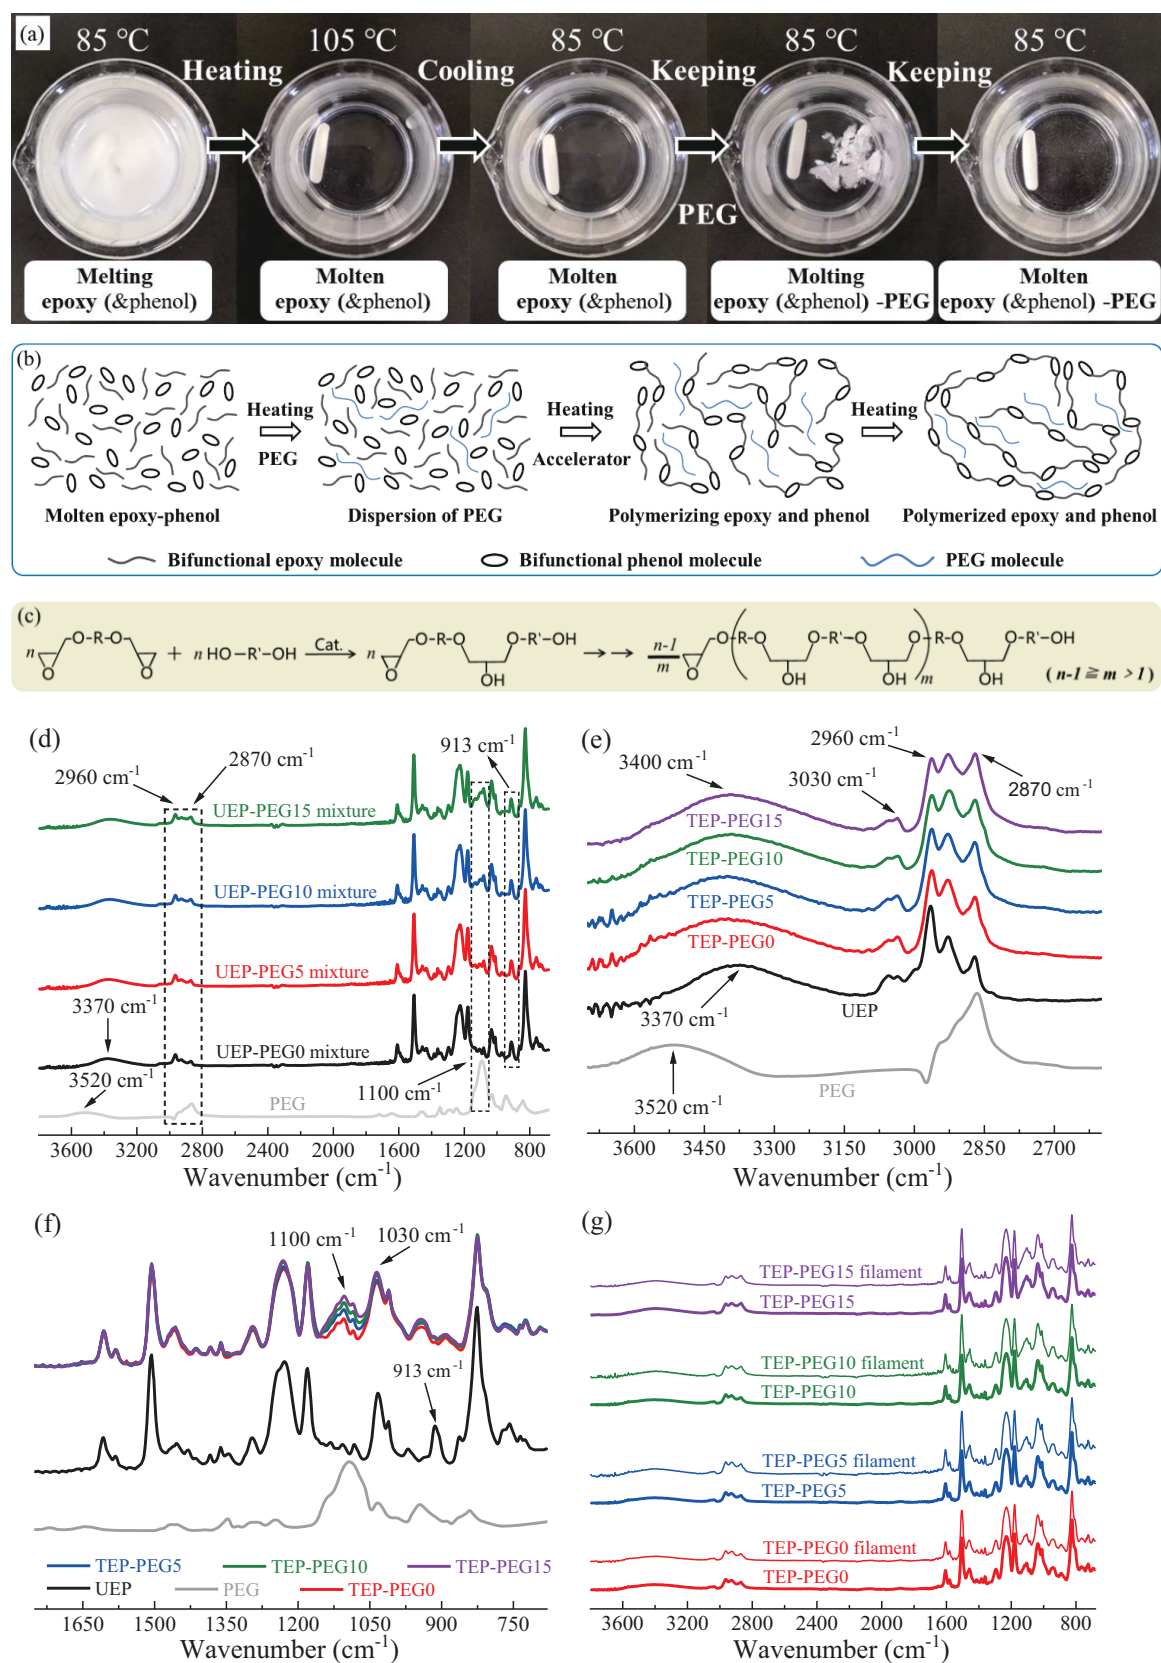 (a)
85 °C
105 °C
85 °C
85 °C
85 °C
Heating
Cooling
Keeping
Keeping
PEG
Melting
epoxy (&phenol)
Molten
epoxy (&phenol)
Molten
epoxy (&phenol)
Molting
epoxy (&phenol) -PEG
Molten
epoxy (&phenol) -PEG
(b)
Heating
PEG
Heating
Accelerator
Heating
Molten epoxy-phenol
Dispersion of PEG
Polymerizing epoxy and phenol
Polymerized epoxy and phenol
Bifunctional epoxy molecule
Bifunctional phenol molecule
PEG molecule
(c)
n
O-R-O
O
O
+
n HO-R'-OH
Cat.
n
O-R-O
O-R'-OH
O
OH
n-1
m
O
O
R-O
O-R'-O
O
R-O
O-R'-OH
OH
OH
m
OH
( n-1 ≧ m > 1)
(d)
2960 cm⁻¹
2870 cm⁻¹
913 cm⁻¹
UEP-PEG15 mixture
UEP-PEG10 mixture
UEP-PEG5 mixture
3370 cm⁻¹
UEP-PEG0 mixture
3520 cm⁻¹
1100 cm⁻¹
PEG
3600 3200 2800 2400 2000 1600 1200 800
Wavenumber (cm⁻¹)
(e)
2960 cm⁻¹
3400 cm⁻¹
3030 cm⁻¹
2870 cm⁻¹
TEP-PEG15
TEP-PEG10
TEP-PEG5
TEP-PEG0
3370 cm⁻¹
UEP
3520 cm⁻¹
PEG
3600 3450 3300 3150 3000 2850 2700
Wavenumber (cm⁻¹)
(f)
1100 cm⁻¹
1030 cm⁻¹
913 cm⁻¹
TEP-PEG5
TEP-PEG10
TEP-PEG15
UEP
PEG
TEP-PEG0
1650 1500 1350 1200 1050 900 750
Wavenumber (cm⁻¹)
(g)
TEP-PEG15 filament
TEP-PEG15
TEP-PEG10 filament
TEP-PEG10
TEP-PEG5 filament
TEP-PEG5
TEP-PEG0 filament
TEP-PEG0
3600 3200 2800 2400 2000 1600 1200 800
Wavenumber (cm⁻¹)